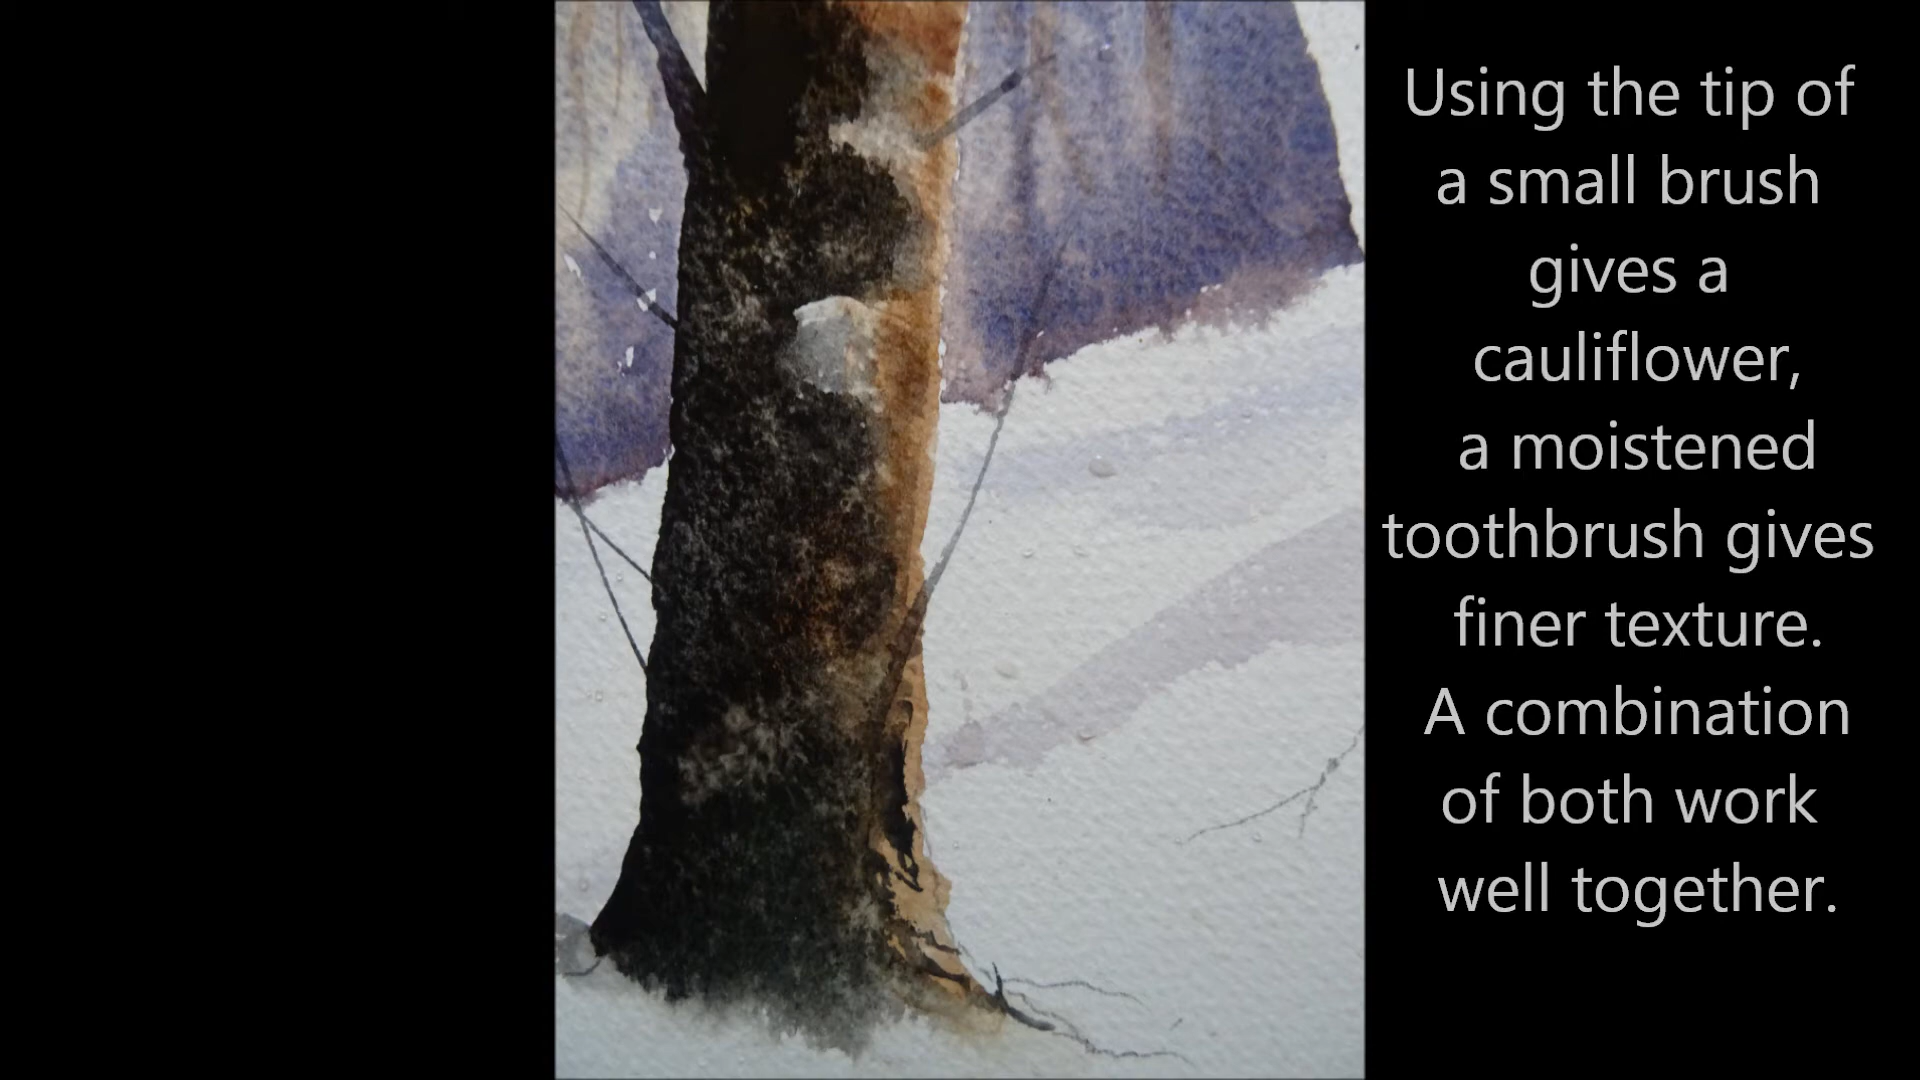 Using the tip of
a small brush
gives a
cauliflower,
a moistened
toothbrush gives
finer texture.
A combination
of both work
well together.